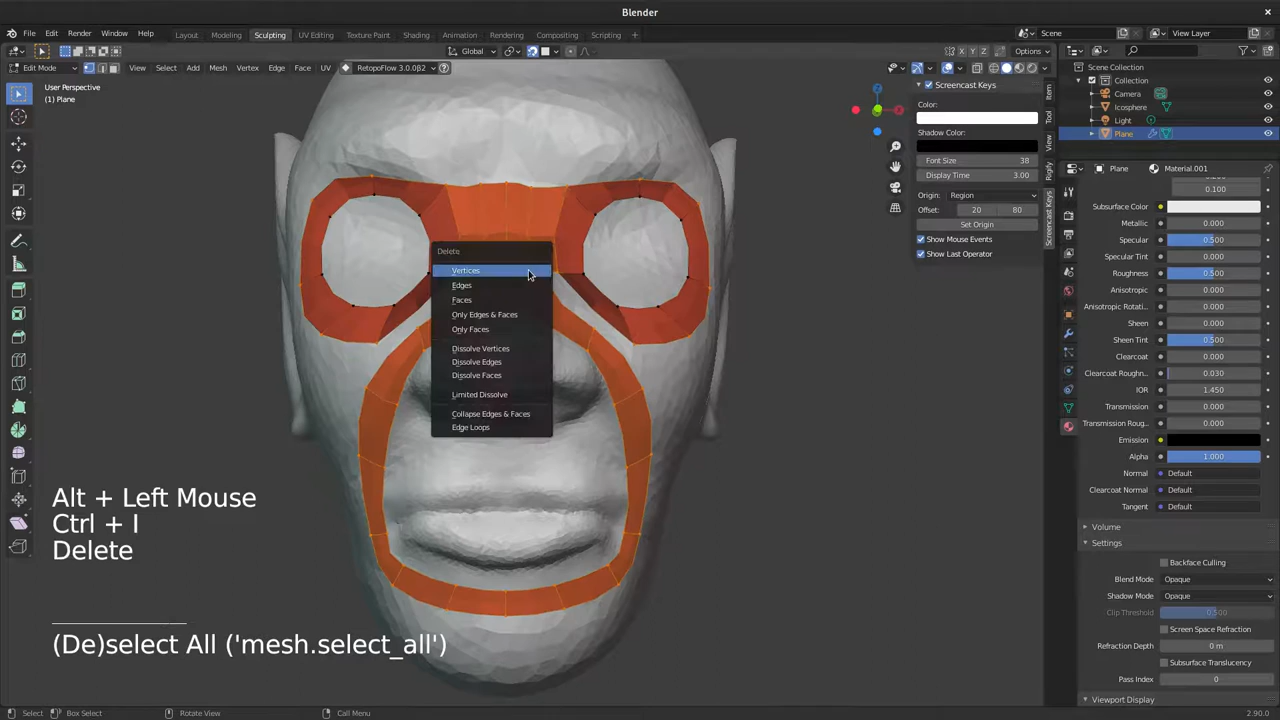 Blender
File Edit Render Window Help Layout Modeling Sculpting UV Editing Texture Paint Shading Animation Rendering Compositing Scripting Scene View Layer
Global X Y Z Options
Edit Mode View Select Add Mesh Vertex Edge Face UV RetopoFlow 3.0.0β2
User Perspective
(1) Plane
Delete
Vertices
Edges
Faces
Only Edges & Faces
Only Faces
Dissolve Vertices
Dissolve Edges
Dissolve Faces
Limited Dissolve
Collapse Edges & Faces
Edge Loops
Alt + Left Mouse
Ctrl + I
Delete
(De)select All ('mesh.select_all')
Screencast Keys
Color:
Shadow Color:
Font Size 38
Display Time 3.00
Origin: Region
Offset: 20 80
Set Origin
Show Mouse Events
Show Last Operator
Item
Tool
View
Rigify
Screencast Keys
Scene Collection
Collection
Camera
Icosphere
Light
Plane
Plane Material.001
0.100
Subsurface Color
Metallic 0.000
Specular 0.500
Specular Tint 0.000
Roughness 0.500
Anisotropic 0.000
Anisotropic Rotati... 0.000
Sheen 0.000
Sheen Tint 0.500
Clearcoat 0.000
Clearcoat Roughn... 0.030
IOR 1.450
Transmission 0.000
Transmission Roug... 0.000
Emission
Alpha 1.000
Normal Default
Clearcoat Normal Default
Tangent Default
Volume
Settings
Backface Culling
Blend Mode Opaque
Shadow Mode Opaque
Clip Threshold 0.500
Screen Space Refraction
Refraction Depth 0 m
Subsurface Translucency
Pass Index 0
Viewport Display
Select Box Select Rotate View Call Menu 2.90.0